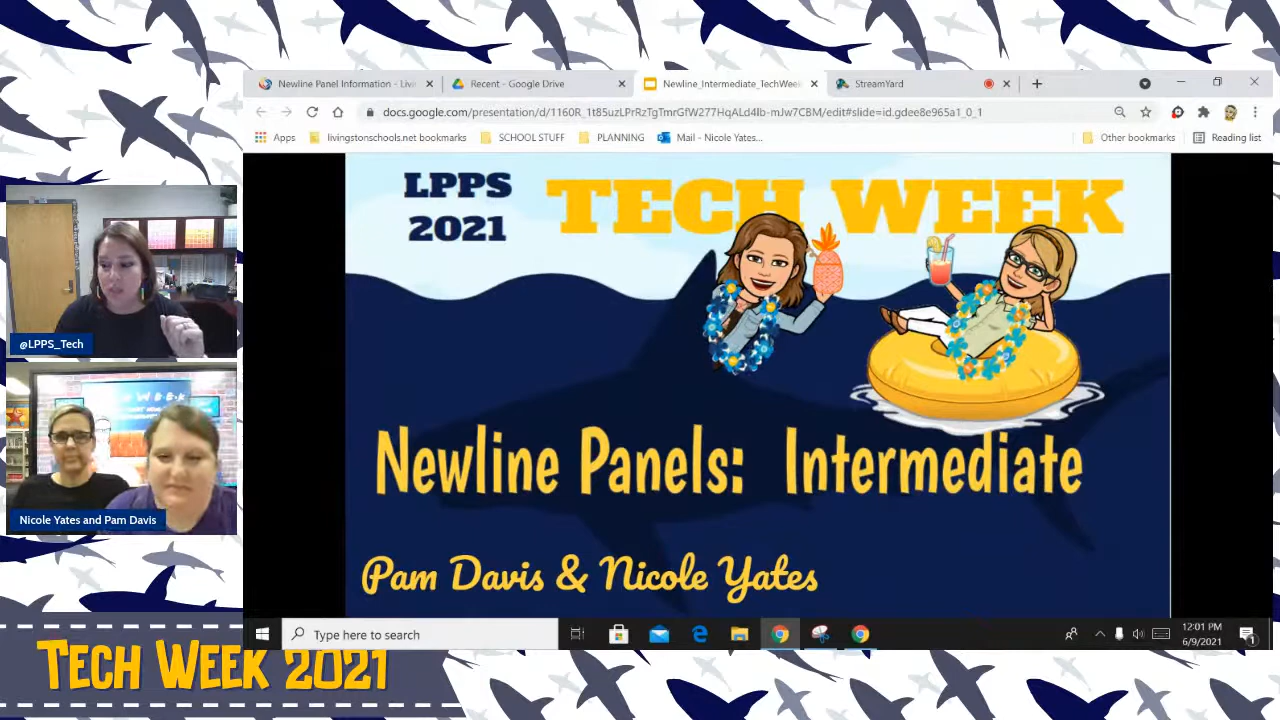 Newline Panel Information - Livi
Recent - Google Drive
Newline_Intermediate_TechWeek
StreamYard
docs.google.com/presentation/d/1160R_1t85uzLPrRzTgTmrGfW277HqALd4lb-mJw7CBM/edit#slide=id.gdee8e965a1_0_1
Apps
livingstonschools.net bookmarks
SCHOOL STUFF
PLANNING
Mail - Nicole Yates...
Other bookmarks
Reading list
LPPS
2021
TECH WEEK
Newline Panels: Intermediate
Pam Davis & Nicole Yates
@LPPS_Tech
Nicole Yates and Pam Davis
Type here to search
12:01 PM
6/9/2021
TECH WEEK 2021